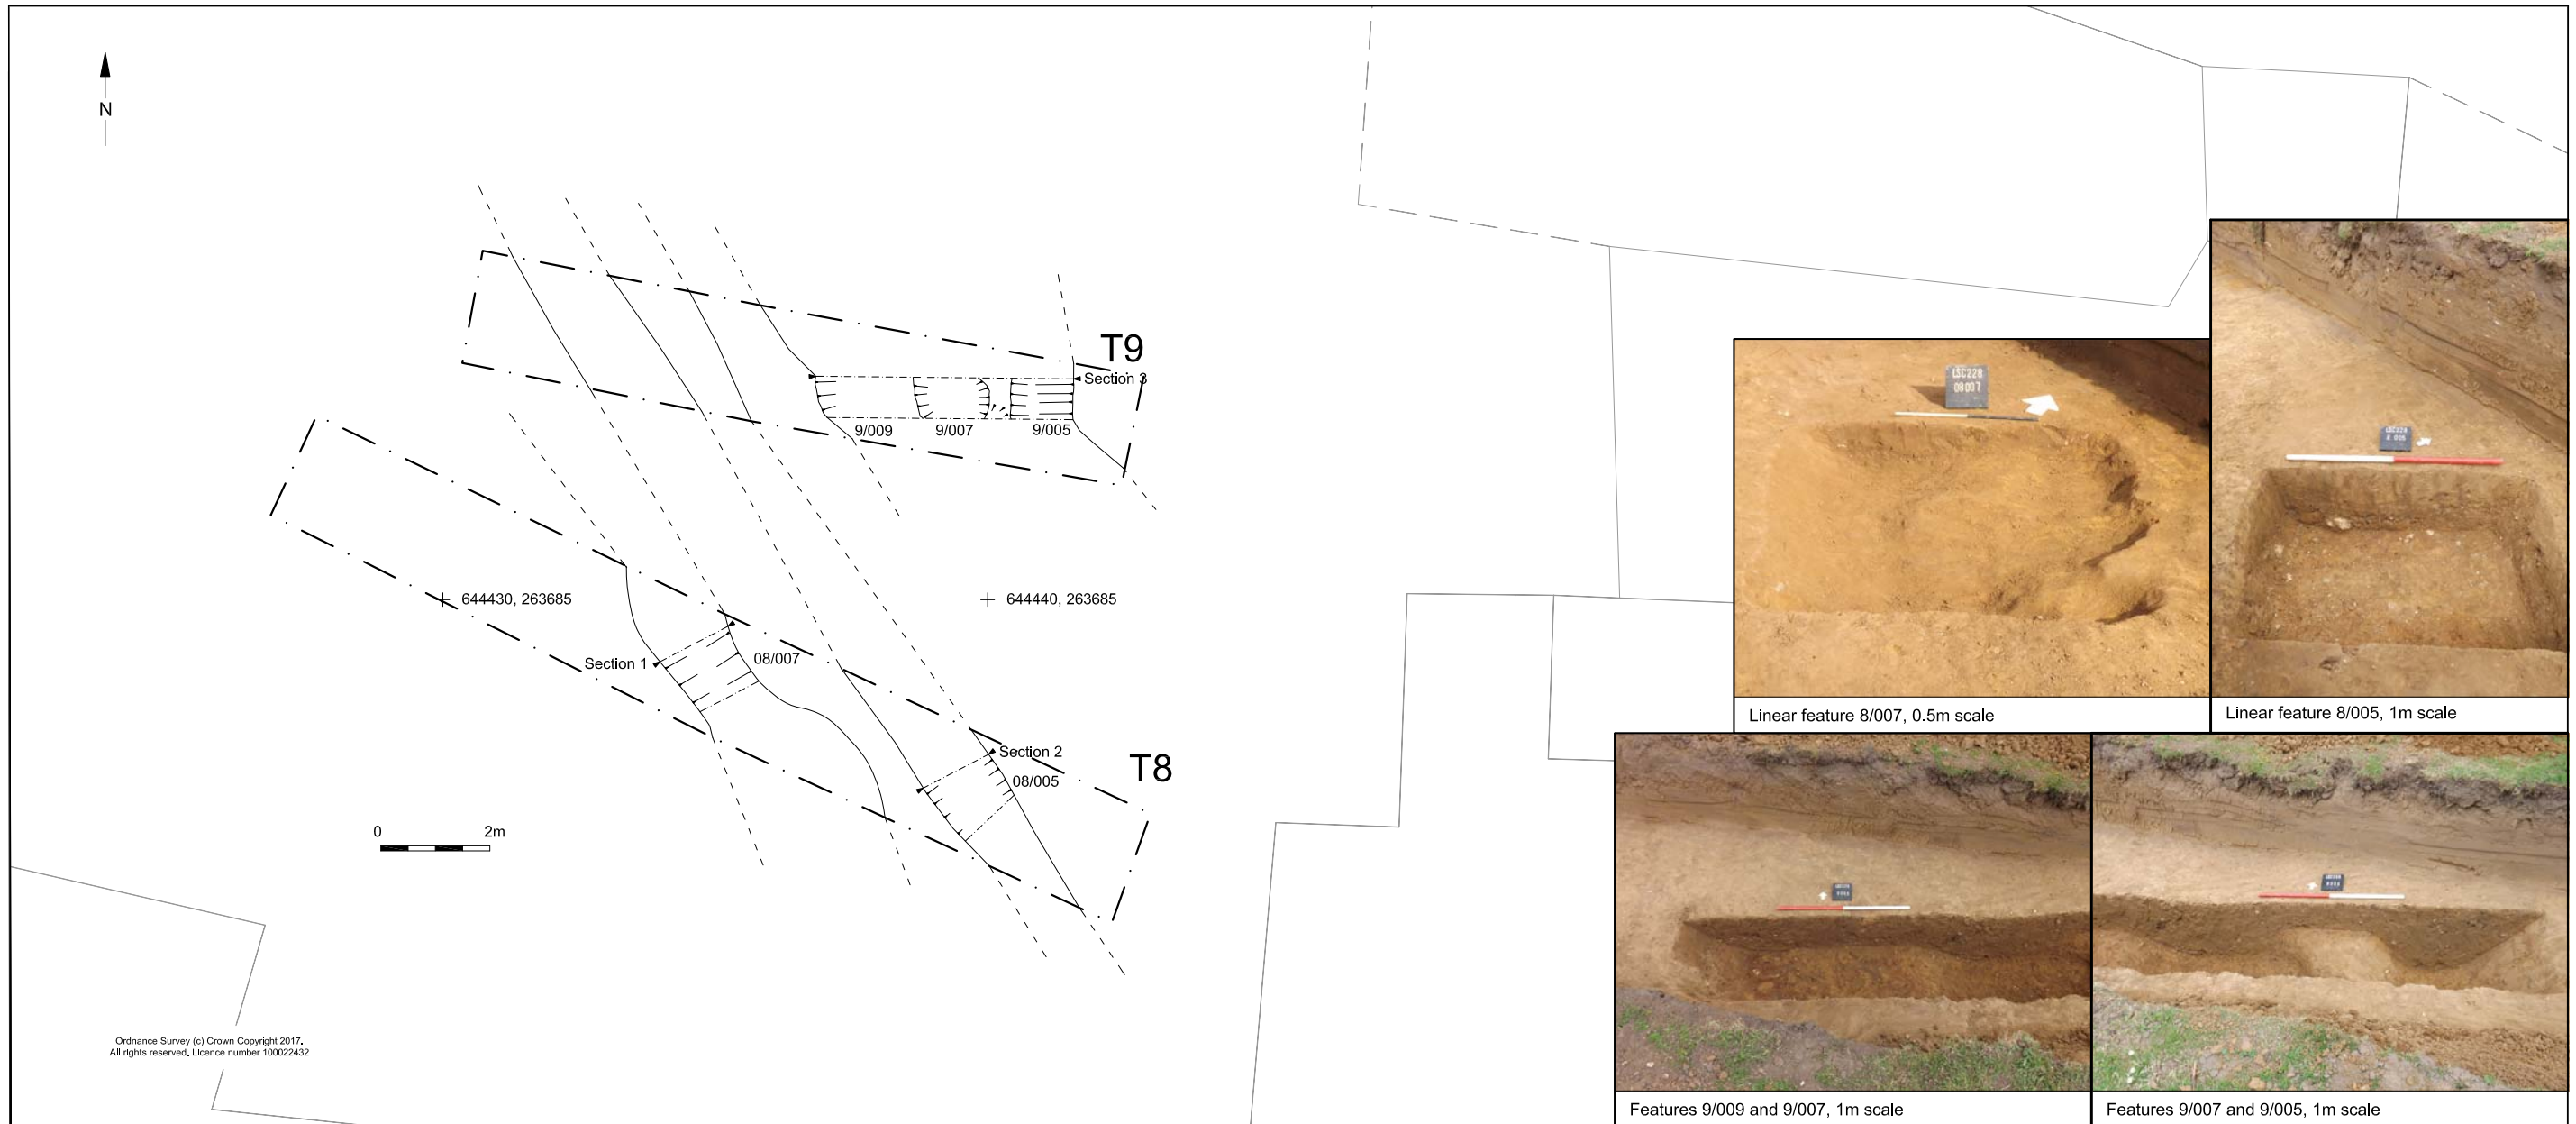 N
T9
Section 3
9/009
9/007
9/005
644430, 263685
644440, 263685
Section 1
08/007
Section 2
08/005
T8
0
2m
Ordnance Survey (c) Crown Copyright 2017.
All rights reserved. Licence number 100022432
LSC228
08007
Linear feature 8/007, 0.5m scale
LSC228
Linear feature 8/005, 1m scale
Features 9/009 and 9/007, 1m scale
Features 9/007 and 9/005, 1m scale